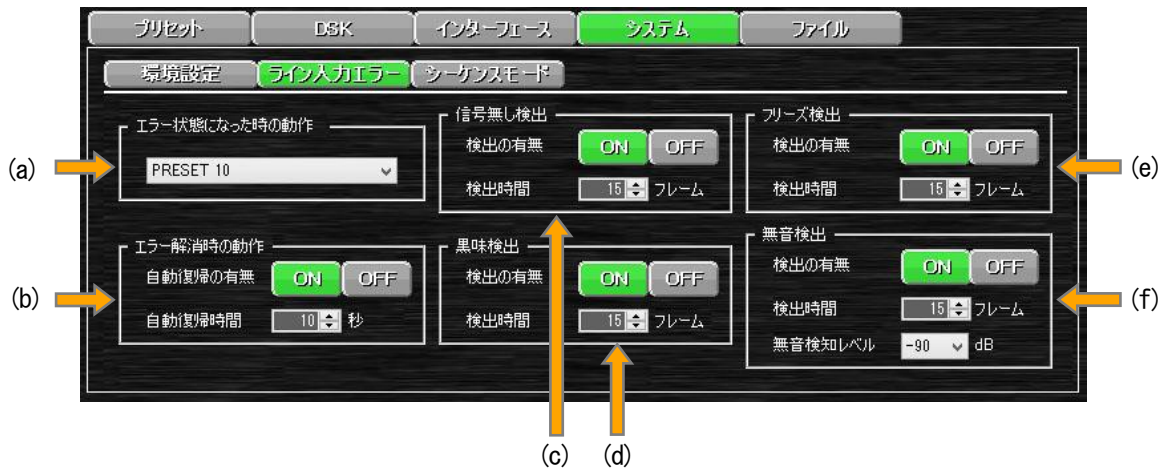 プリセット DSK インターフェース システム ファイル
環境設定 ライン入力エラー シーケンスモード
エラー状態になった時の動作
PRESET 10
(a)
エラー解消時の動作
自動復帰の有無 ON OFF
自動復帰時間 10 秒
(b)
信号無し検出
検出の有無 ON OFF
検出時間 15 フレーム
(c)
黒味検出
検出の有無 ON OFF
検出時間 15 フレーム
(d)
フリーズ検出
検出の有無 ON OFF
検出時間 15 フレーム
(e)
無音検出
検出の有無 ON OFF
検出時間 15 フレーム
無音検知レベル -90 dB
(f)